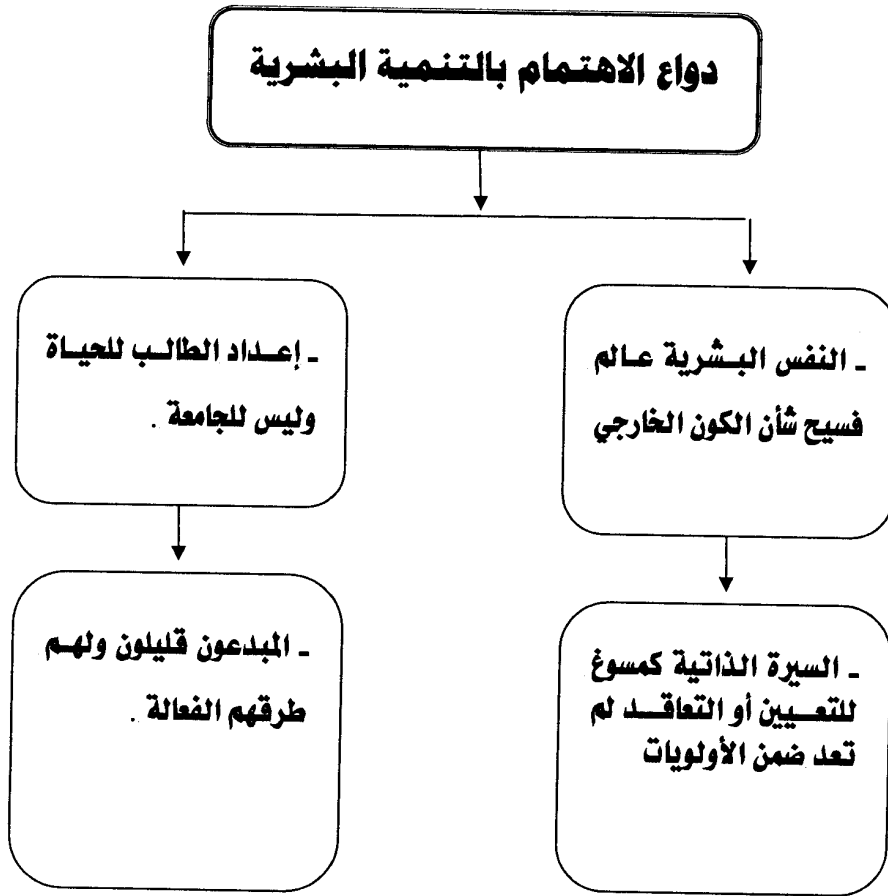 دواع الاهتمام بالتنمية البشرية
- النفس البشرية عالم
فسيح شأن الكون الخارجي
- إعداد الطالب للحياة
وليس للجامعة .
- السيرة الذاتية كمسوغ
للتعيين أو التعاقد لم
تعد ضمن الأولويات
- المبدعون قليلون ولهم
طرقهم الفعالة .